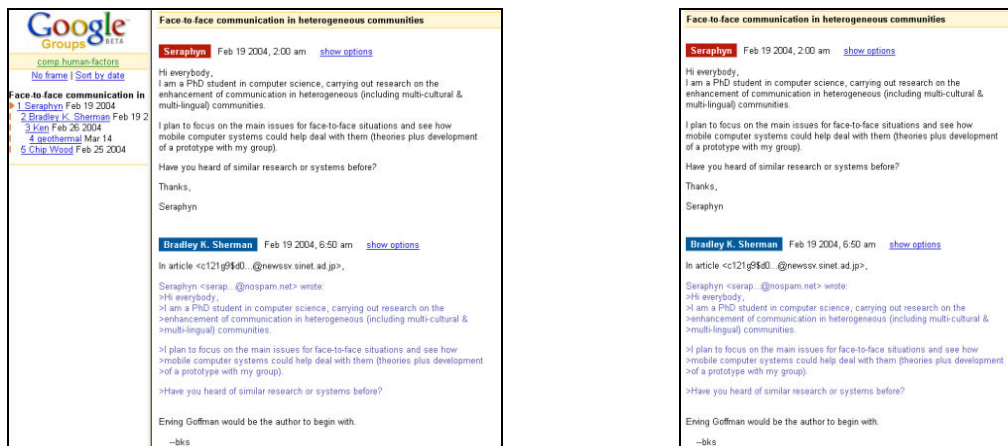 Google
Groups BETA
comp.human-factors
No frame | Sort by date
Face-to-face communication in
1 Seraphyn Feb 19 2004
2 Bradley K. Sherman Feb 19 2
3 Ken Feb 26 2004
4 geothermal Mar 14
5 Chip Wood Feb 25 2004
Face-to-face communication in heterogeneous communities
Seraphyn Feb 19 2004, 2:00 am show options
Hi everybody,
I am a PhD student in computer science, carrying out research on the
enhancement of communication in heterogeneous (including multi-cultural &
multi-lingual) communities.
I plan to focus on the main issues for face-to-face situations and see how
mobile computer systems could help deal with them (theories plus development
of a prototype with my group).
Have you heard of similar research or systems before?
Thanks,
Seraphyn
Bradley K. Sherman Feb 19 2004, 6:50 am show options
In article <c121g9$d0...@newssv.sinet.ad.jp>,
Seraphyn <serap...@nospam.net> wrote:
>Hi everybody,
>I am a PhD student in computer science, carrying out research on the
>enhancement of communication in heterogeneous (including multi-cultural &
>multi-lingual) communities.
>I plan to focus on the main issues for face-to-face situations and see how
>mobile computer systems could help deal with them (theories plus development
>of a prototype with my group).
>Have you heard of similar research or systems before?
Erving Goffman would be the author to begin with.
--bks
Face-to-face communication in heterogeneous communities
Seraphyn Feb 19 2004, 2:00 am show options
Hi everybody,
I am a PhD student in computer science, carrying out research on the
enhancement of communication in heterogeneous (including multi-cultural &
multi-lingual) communities.
I plan to focus on the main issues for face-to-face situations and see how
mobile computer systems could help deal with them (theories plus development
of a prototype with my group).
Have you heard of similar research or systems before?
Thanks,
Seraphyn
Bradley K. Sherman Feb 19 2004, 6:50 am show options
In article <c121g9$d0...@newssv.sinet.ad.jp>,
Seraphyn <serap...@nospam.net> wrote:
>Hi everybody,
>I am a PhD student in computer science, carrying out research on the
>enhancement of communication in heterogeneous (including multi-cultural &
>multi-lingual) communities.
>I plan to focus on the main issues for face-to-face situations and see how
>mobile computer systems could help deal with them (theories plus development
>of a prototype with my group).
>Have you heard of similar research or systems before?
Erving Goffman would be the author to begin with.
--bks